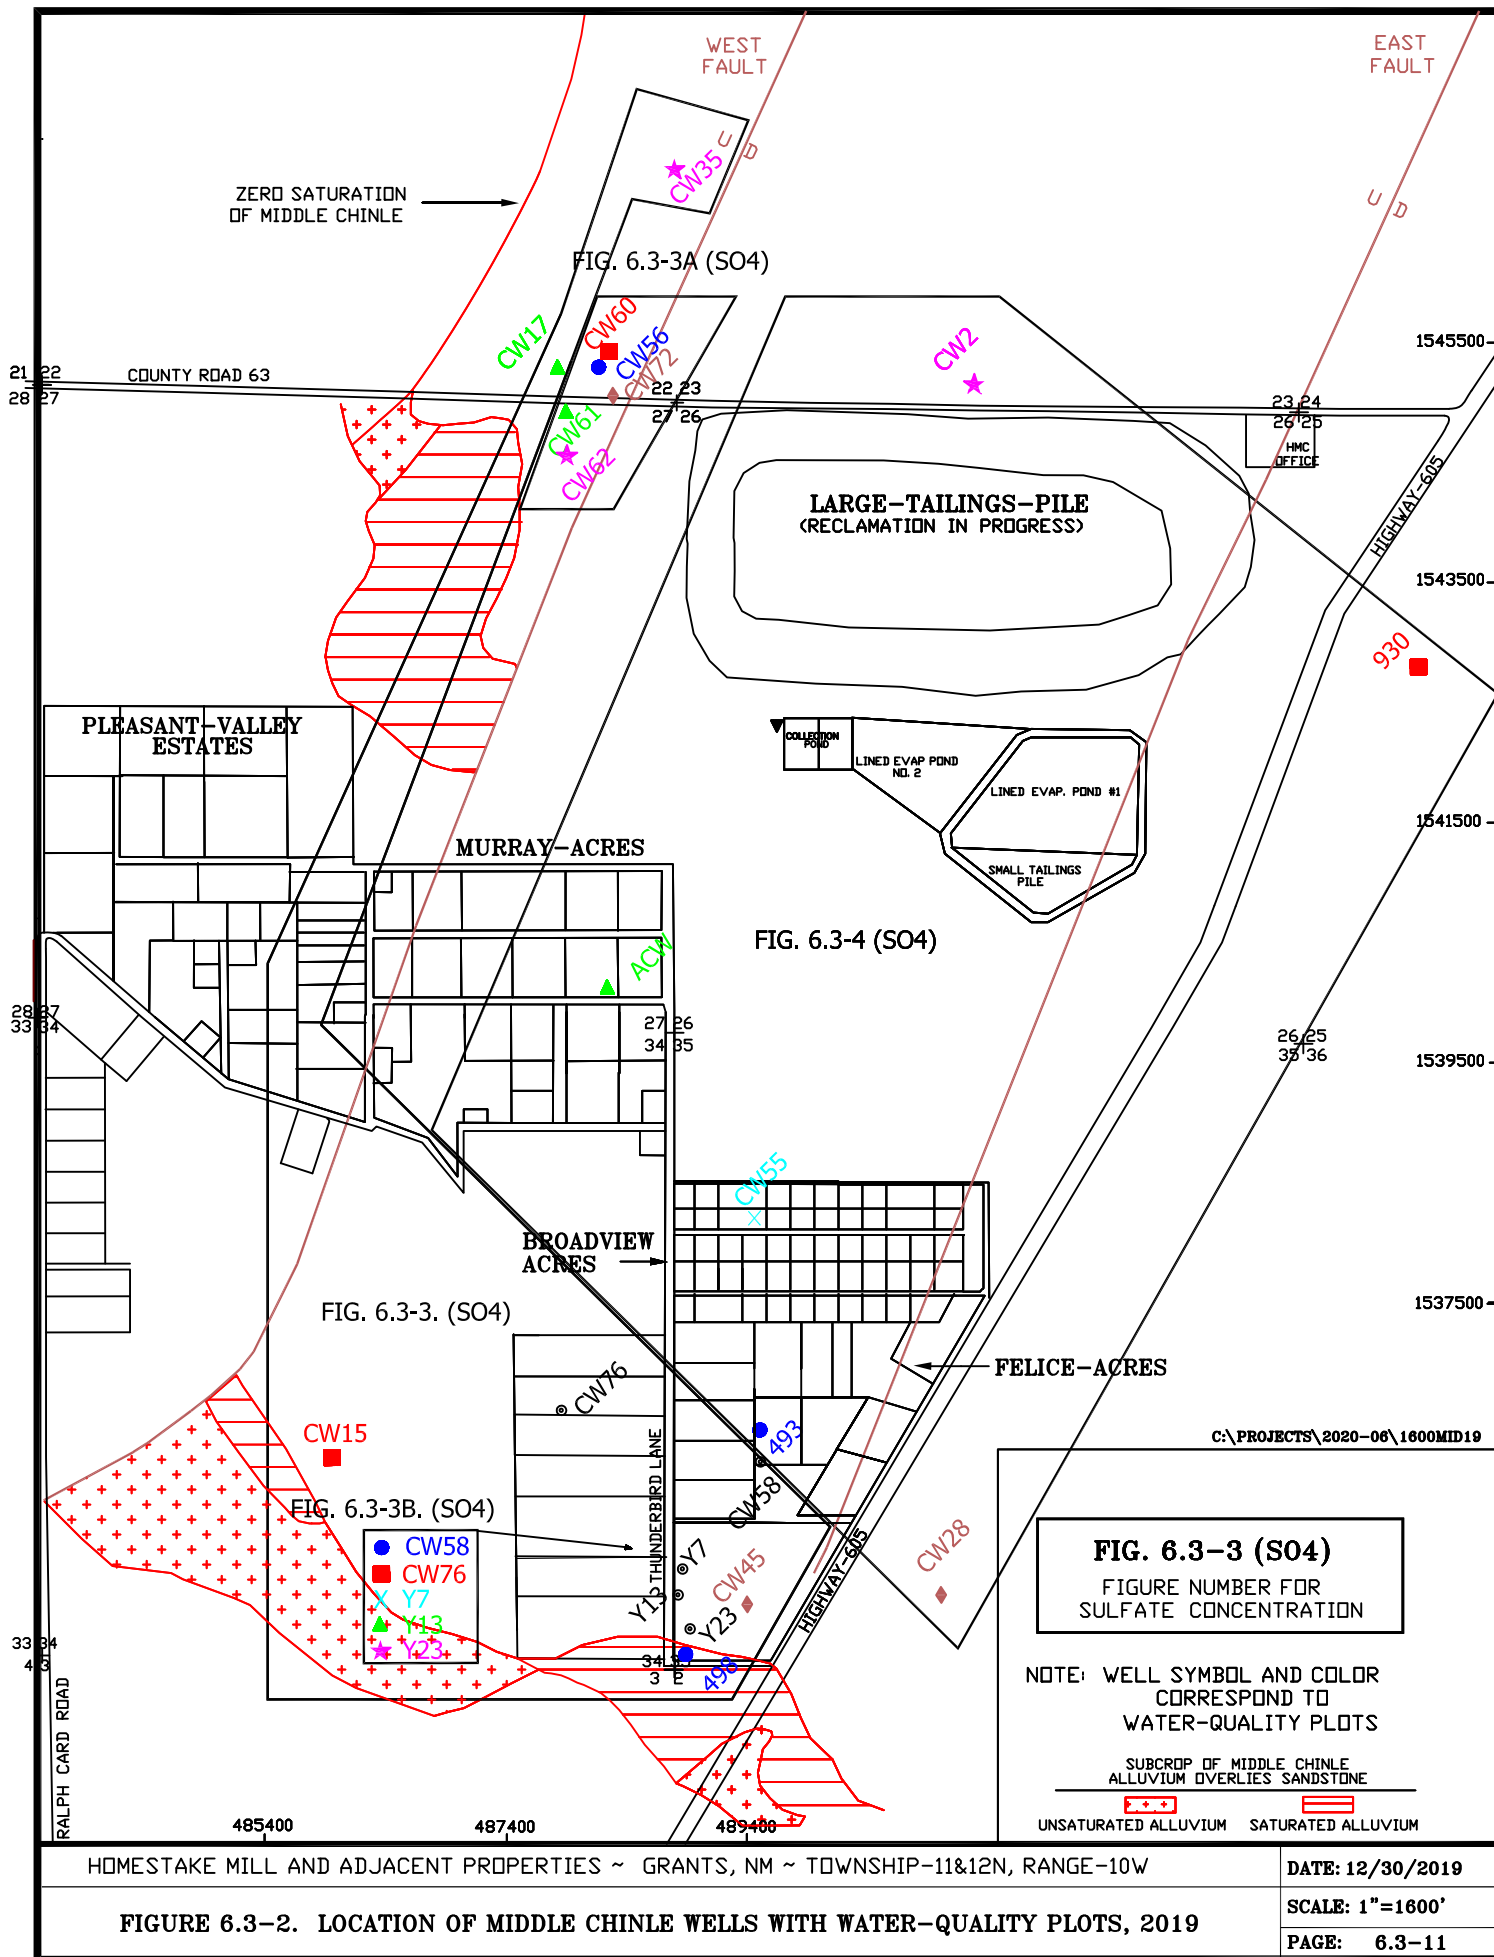 WEST
FAULT
EAST
FAULT
U
D
CW35
U
D
ZERO SATURATION
OF MIDDLE CHINLE
FIG. 6.3-3A (SO4)
CW60
CW17
CW56
CW72
CW2
1545500
21 22
28 27
COUNTY ROAD 63
22 23
27 26
23 24
26 25
HMC
OFFICE
CW61
CW62
HIGHWAY-605
LARGE-TAILINGS-PILE
(RECLAMATION IN PROGRESS)
1543500
930
PLEASANT-VALLEY
ESTATES
COLLECTION
POND
LINED EVAP POND
NO. 2
LINED EVAP. POND #1
1541500
MURRAY-ACRES
SMALL TAILINGS
PILE
FIG. 6.3-4 (SO4)
ACW
28 27
33 34
27 26
34 35
26 25
35 36
1539500
CW55
BROADVIEW
ACRES
FIG. 6.3-3. (SO4)
1537500
FELICE-ACRES
CW76
CW15
493
C:\PROJECTS\2020-06\1600MID19
THUNDERBIRD LANE
CW58
FIG. 6.3-3B. (SO4)
CW58
CW76
Y7
Y13
Y23
Y7
CW45
Y13
Y23
HIGHWAY-605
CW28
FIG. 6.3-3 (SO4)
FIGURE NUMBER FOR
SULFATE CONCENTRATION
33 34
4 3
34 35
3 2
498
RALPH CARD ROAD
NOTE: WELL SYMBOL AND COLOR
CORRESPOND TO
WATER-QUALITY PLOTS
SUBCROP OF MIDDLE CHINLE
ALLUVIUM OVERLIES SANDSTONE
UNSATURATED ALLUVIUM SATURATED ALLUVIUM
485400
487400
489400
HOMESTAKE MILL AND ADJACENT PROPERTIES ~ GRANTS, NM ~ TOWNSHIP-11&12N, RANGE-10W
DATE: 12/30/2019
FIGURE 6.3-2. LOCATION OF MIDDLE CHINLE WELLS WITH WATER-QUALITY PLOTS, 2019
SCALE: 1"=1600'
PAGE: 6.3-11